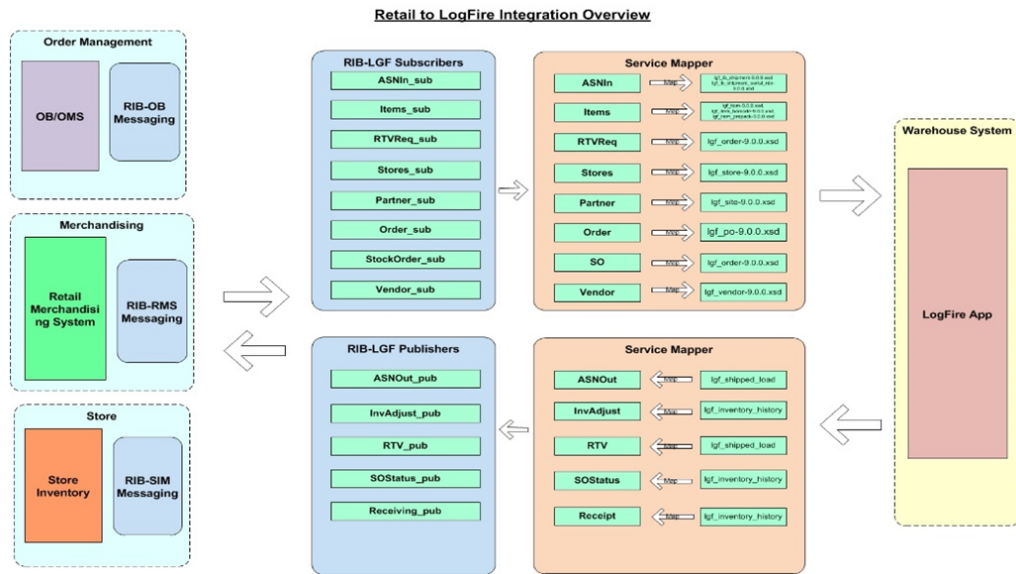 Retail to LogFire Integration Overview
Order Management
OB/OMS
RIB-OB
Messaging
Merchandising
Retail
Merchandisi
ng System
RIB-RMS
Messaging
Store
Store
Inventory
RIB-SIM
Messaging
RIB-LGF Subscribers
ASNIn_sub
Items_sub
RTVReq_sub
Stores_sub
Partner_sub
Order_sub
StockOrder_sub
Vendor_sub
Service Mapper
ASNIn
Map
Items
Map
RTVReq
Map
lgf_order-9.0.0.xsd
Stores
Map
lgf_store-9.0.0.xsd
Partner
Map
lgf_site-9.0.0.xsd
Order
Map
lgf_po-9.0.0.xsd
SO
Map
lgf_order-9.0.0.xsd
Vendor
Map
lgf_vendor-9.0.0.xsd
RIB-LGF Publishers
ASNOut_pub
InvAdjust_pub
RTV_pub
SOStatus_pub
Receiving_pub
Service Mapper
ASNOut
Map
lgf_shipped_load
InvAdjust
Map
lgf_inventory_history
RTV
Map
lgf_shipped_load
SOStatus
Map
lgf_inventory_history
Receipt
Map
lgf_inventory_history
Warehouse System
LogFire App